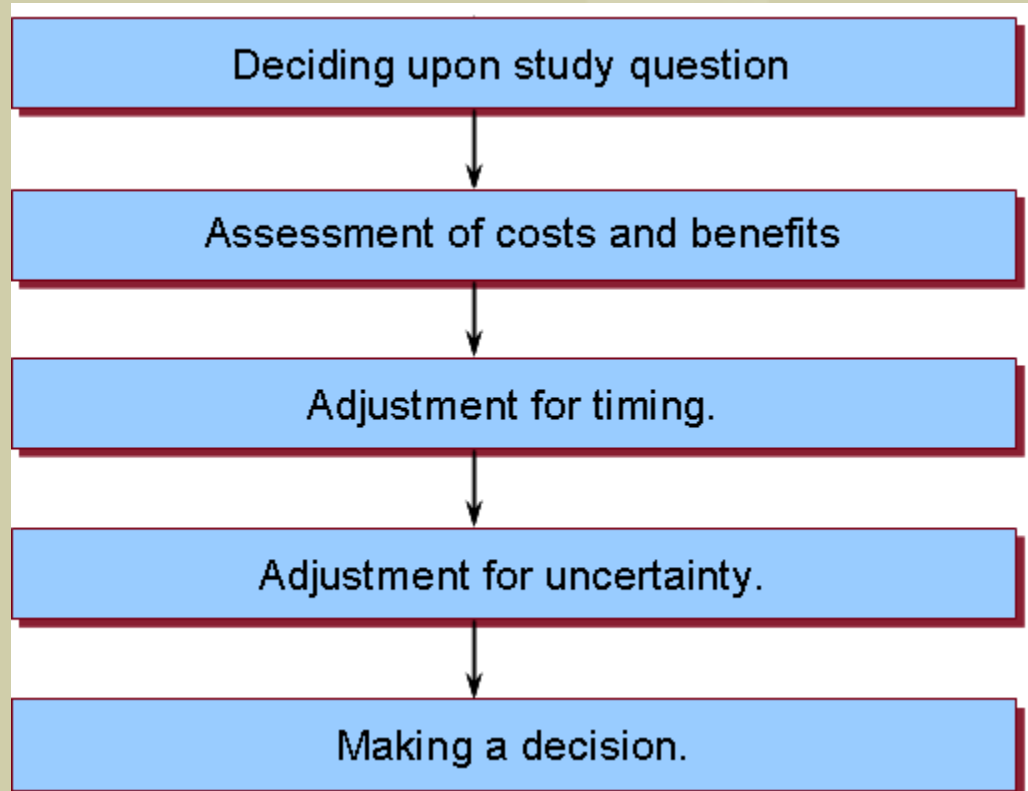 Deciding upon study question
Assessment of costs and benefits
Adjustment for timing.
Adjustment for uncertainty.
Making a decision.